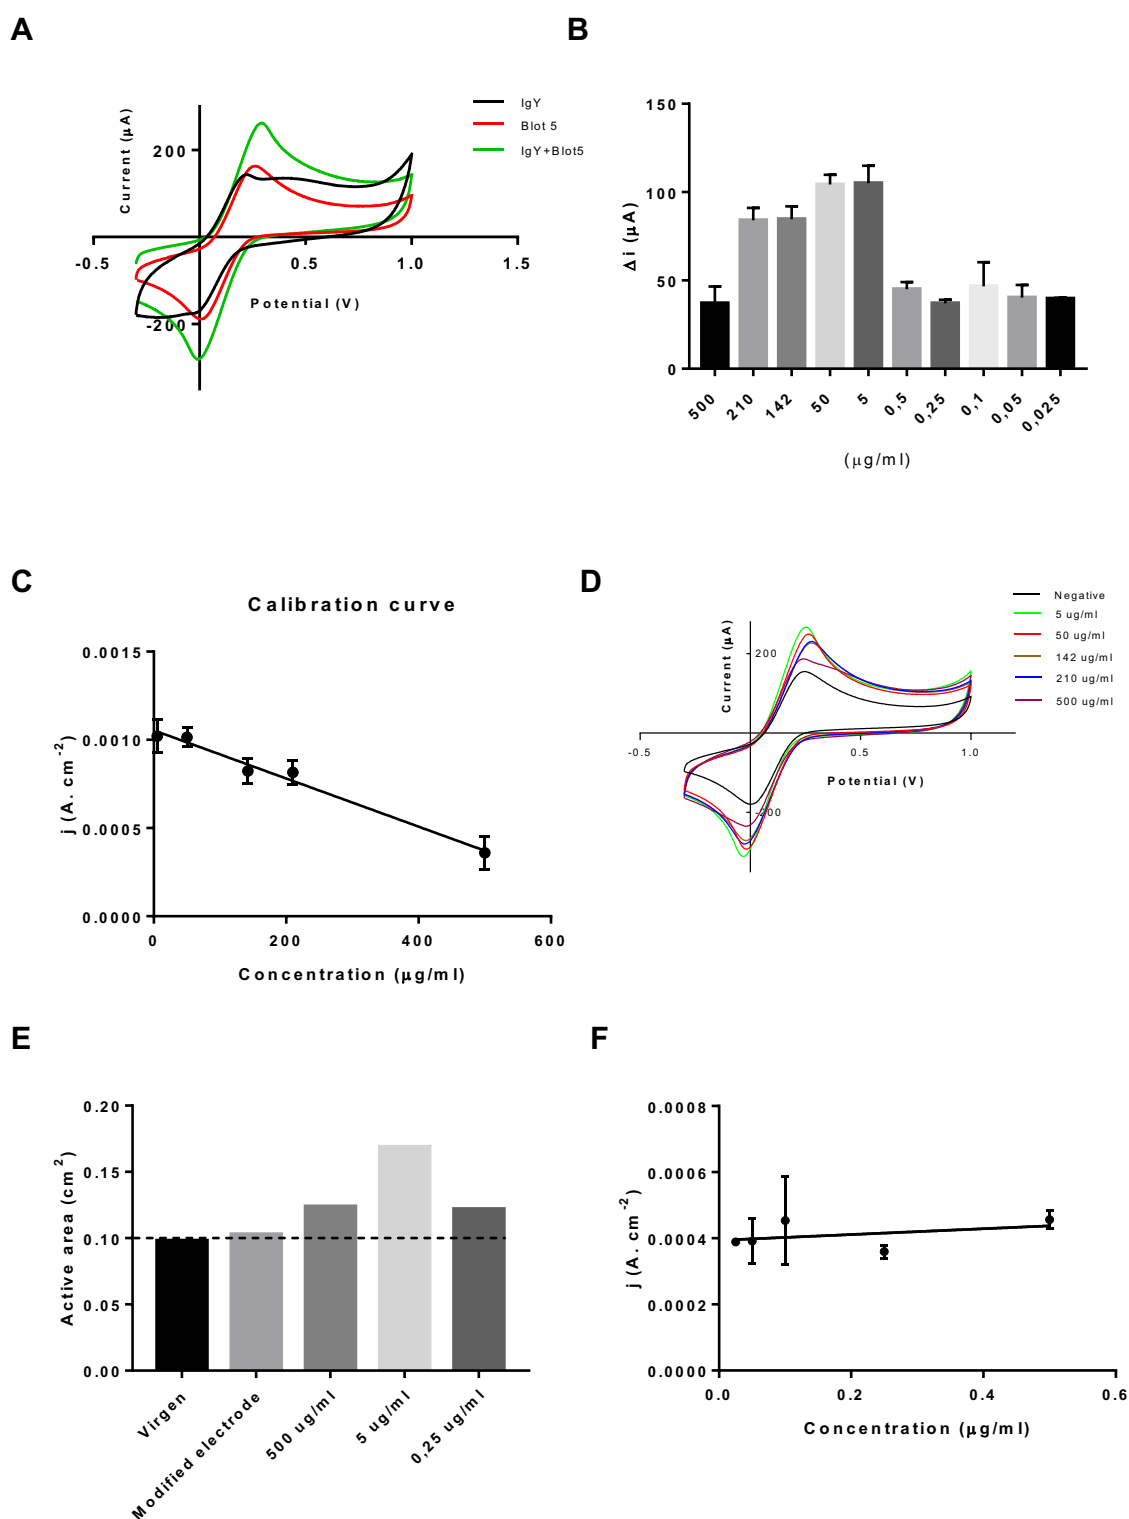 A
Current (µA)
200
-200
-0.5
0.5
1.0
1.5
Potential (V)
IgY
Blot 5
IgY+Blot5
B
Δi (µA)
150
100
50
0
500
210
142
50
5
0,5
0,25
0,1
0,05
0,025
(µg/ml)
C
Calibration curve
j (A. cm-2)
0.0015
0.0010
0.0005
0.0000
0
200
400
600
Concentration (µg/ml)
D
Current (µA)
200
-200
-0.5
0.5
1.0
Potential (V)
Negative
5 ug/ml
50 ug/ml
142 ug/ml
210 ug/ml
500 ug/ml
E
Active area (cm2)
0.20
0.15
0.10
0.05
0.00
Virgen
Modified electrode
500 ug/ml
5 ug/ml
0,25 ug/ml
F
j (A. cm-2)
0.0008
0.0006
0.0004
0.0002
0.0000
0.0
0.2
0.4
0.6
Concentration (µg/ml)